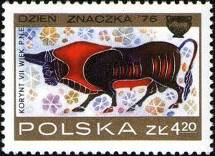 DZIEŃ ZNACZKA '76
KORYNT VII WIEK P.N.E.
POLSKA ZŁ 4.20